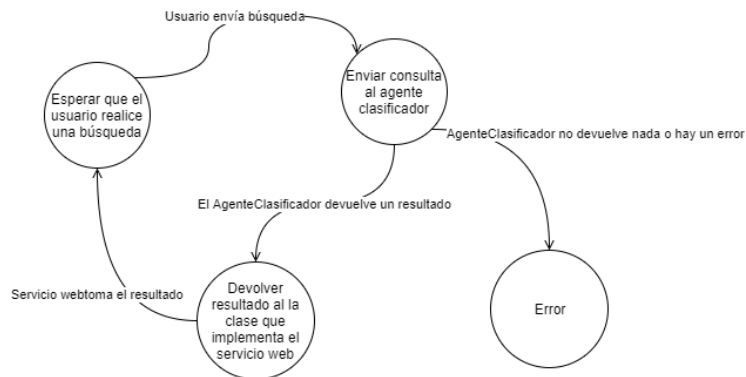 Usuario envía búsqueda
Esperar que el
usuario realice
una búsqueda
Enviar consulta
al agente
clasificador
AgenteClasificador no devuelve nada o hay un error
El AgenteClasificador devuelve un resultado
Servicio webtoma el resultado
Devolver
resultado al la
clase que
implementa el
servicio web
Error